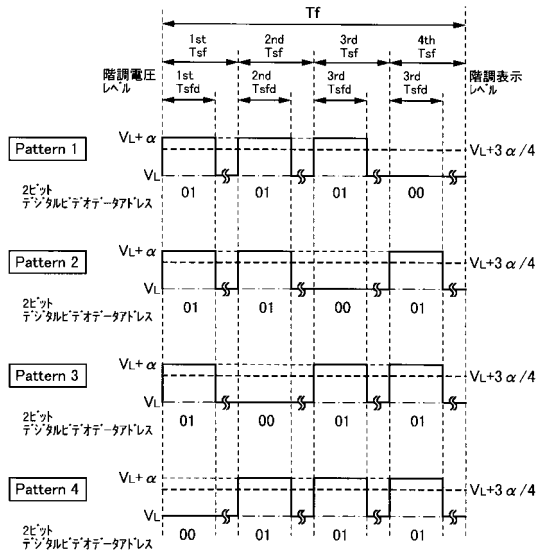 Tf
1st 2nd 3rd 4th
Tsf Tsf Tsf Tsf
階調電圧 1st 2nd 3rd 3rd 階調表示
レベル Tsfd Tsfd Tsfd Tsfd レベル
VL+α
Pattern 1 VL+3α/4
VL
2ビット 01 01 01 00
デジタルビデオデータアドレス
VL+α
Pattern 2 VL+3α/4
VL
2ビット 01 01 00 01
デジタルビデオデータアドレス
VL+α
Pattern 3 VL+3α/4
VL
2ビット 01 00 01 01
デジタルビデオデータアドレス
VL+α
Pattern 4 VL+3α/4
VL
2ビット 00 01 01 01
デジタルビデオデータアドレス